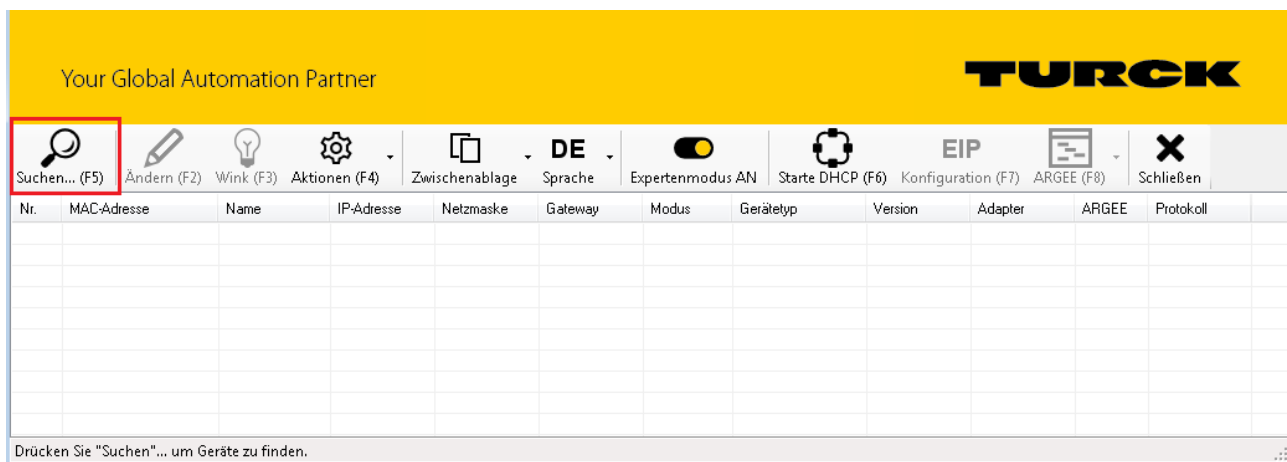 Your Global Automation Partner
TURCK
DE
EIP
Suchen... (F5) Ändern (F2) Wink (F3) Aktionen (F4) Zwischenablage Sprache Expertenmodus AN Starte DHCP (F6) Konfiguration (F7) ARGEE (F8) Schließen
Nr. MAC-Adresse Name IP-Adresse Netzmaske Gateway Modus Gerätetyp Version Adapter ARGEE Protokoll
Drücken Sie "Suchen"... um Geräte zu finden.